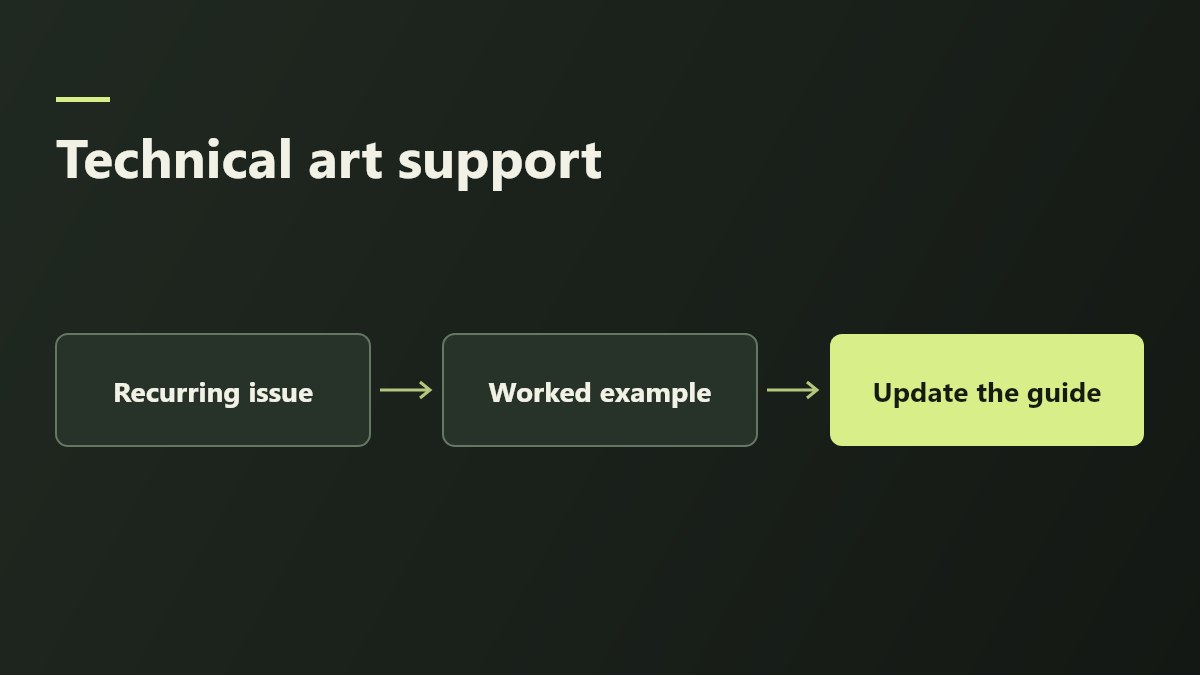 Technical art support
Recurring issue
Worked example
Update the guide